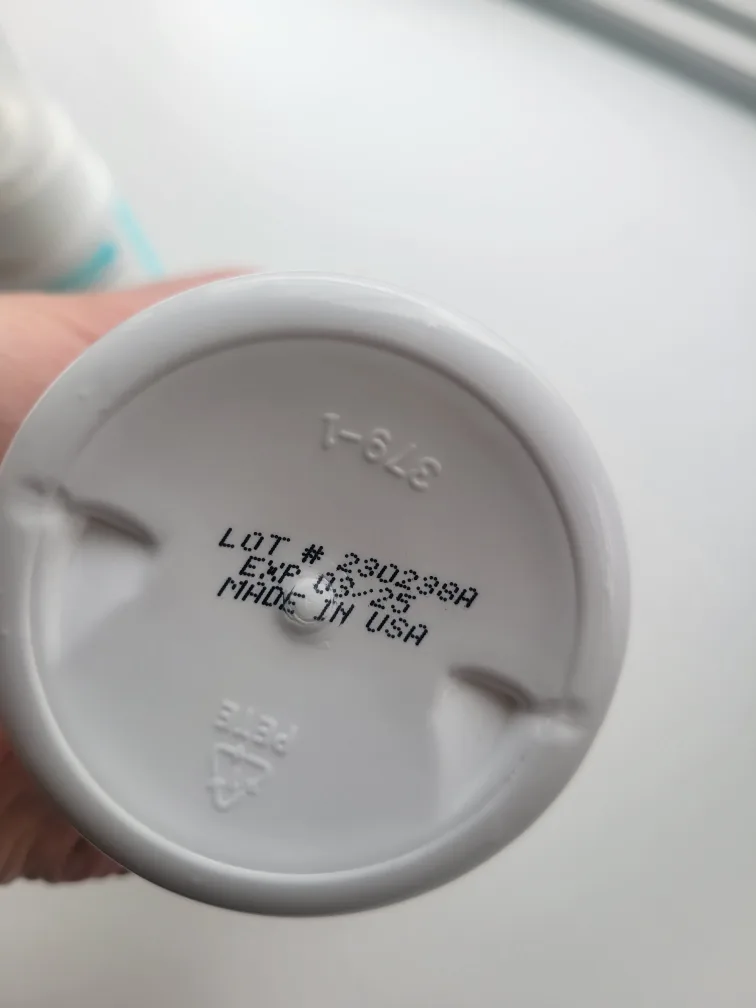 379-1
LOT # 230238A
EXP 03/25
MADE IN USA
PETE